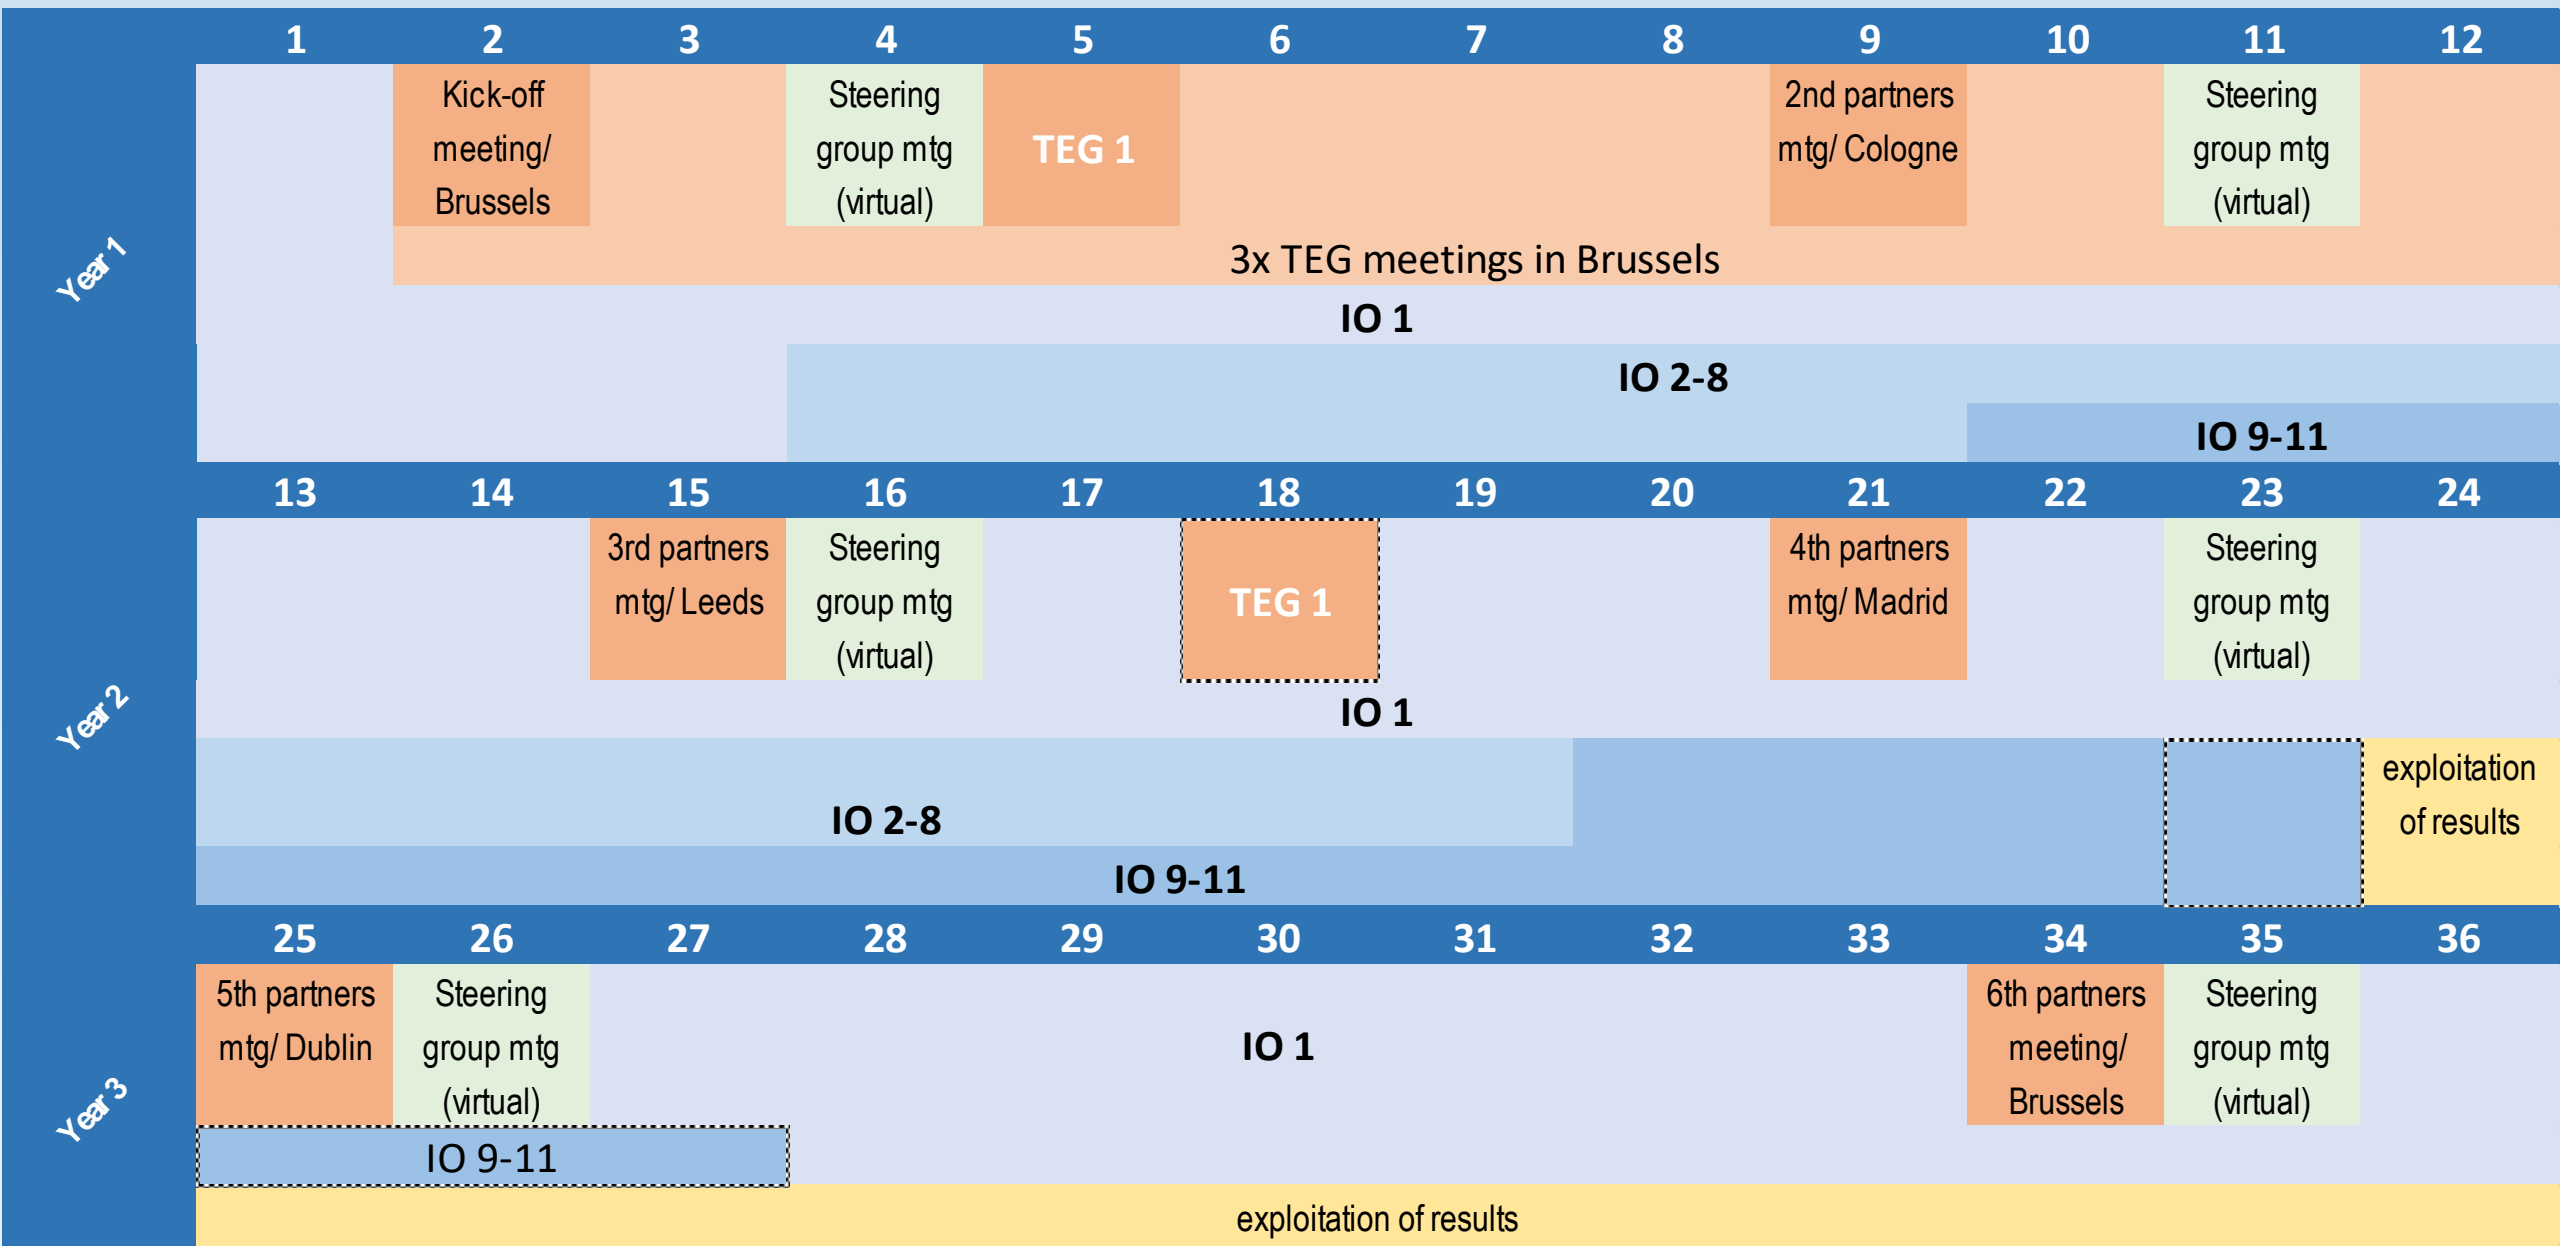 1 2 3 4 5 6 7 8 9 10 11 12
Year 1
Kick-off
meeting/
Brussels
Steering
group mtg
(virtual)
TEG 1
2nd partners
mtg/ Cologne
Steering
group mtg
(virtual)
3x TEG meetings in Brussels
IO 1
IO 2-8
IO 9-11
13 14 15 16 17 18 19 20 21 22 23 24
Year 2
3rd partners
mtg/ Leeds
Steering
group mtg
(virtual)
TEG 1
4th partners
mtg/ Madrid
Steering
group mtg
(virtual)
IO 1
IO 2-8
exploitation
of results
IO 9-11
25 26 27 28 29 30 31 32 33 34 35 36
Year 3
5th partners
mtg/ Dublin
Steering
group mtg
(virtual)
IO 1
6th partners
meeting/
Brussels
Steering
group mtg
(virtual)
IO 9-11
exploitation of results